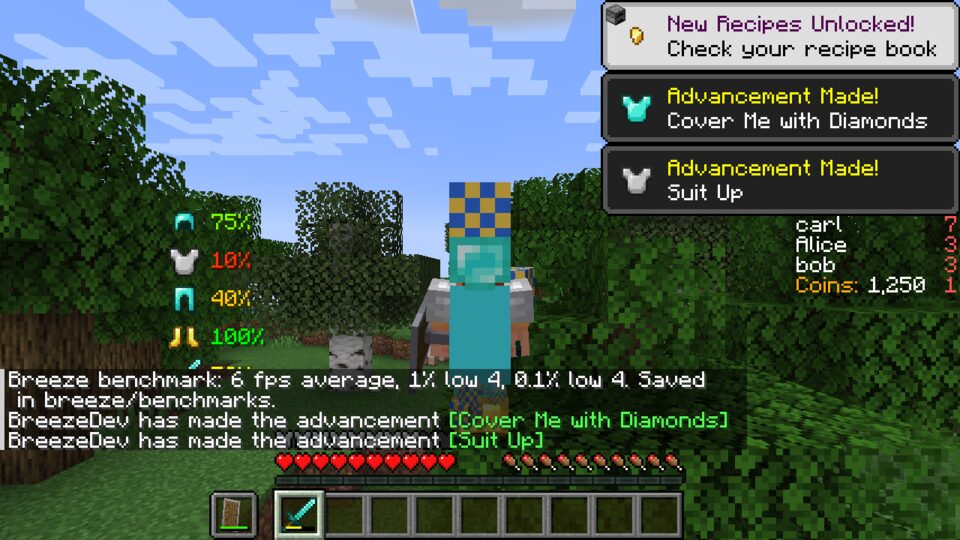 New Recipes Unlocked!
Check your recipe book
Advancement Made!
Cover Me with Diamonds
Advancement Made!
Suit Up
carl 7
Alice 3
bob 3
Coins: 1,250 1
75%
10%
40%
100%
Breeze benchmark: 6 fps average, 1% low 4, 0.1% low 4. Saved
in breeze/benchmarks.
BreezeDev has made the advancement [Cover Me with Diamonds]
BreezeDev has made the advancement [Suit Up]